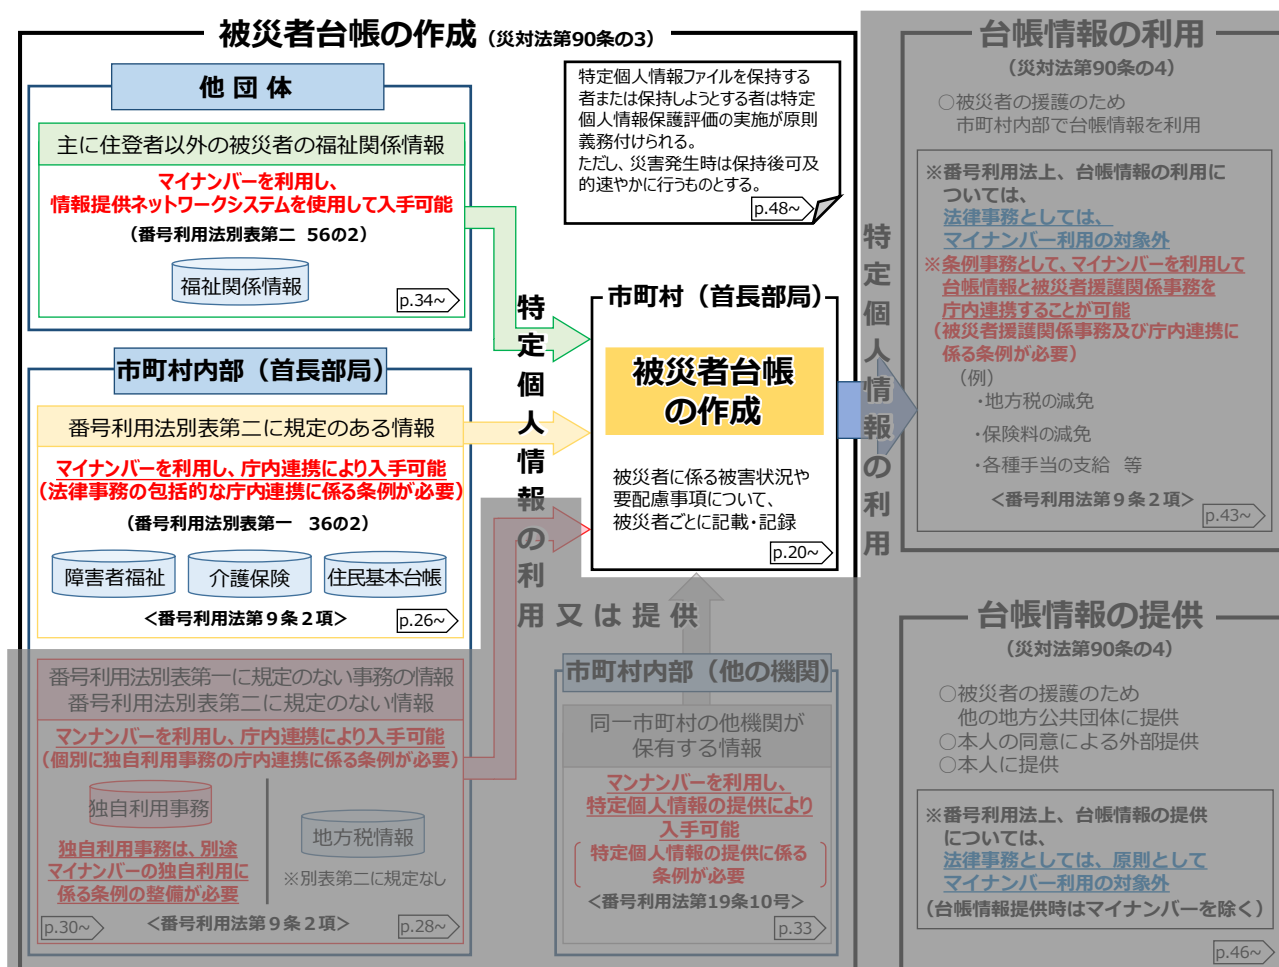 被災者台帳の作成（災対法第90条の3）
他 団 体
主に住登者以外の被災者の福祉関係情報
マイナンバーを利用し、
情報提供ネットワークシステムを使用して入手可能
（番号利用法別表第二 56の2）
福祉関係情報
p.34~
特定個人情報ファイルを保持する
者または保持しようとする者は特定
個人情報保護評価の実施が原則
義務付けられる。
ただし、災害発生時は保持後可及
的速やかに行うものとする。
p.48~
市町村内部（首長部局）
番号利用法別表第二に規定のある情報
マイナンバーを利用し、庁内連携により入手可能
（法律事務の包括的な庁内連携に係る条例が必要）
（番号利用法別表第一 36の2）
障害者福祉
介護保険
住民基本台帳
＜番号利用法第９条２項＞
p.26~
番号利用法別表第一に規定のない事務の情報
番号利用法別表第二に規定のない情報
マンナンバーを利用し、庁内連携により入手可能
（個別に独自利用事務の庁内連携に係る条例が必要）
独自利用事務
独自利用事務は、別途
マイナンバーの独自利用に
係る条例の整備が必要
地方税情報
※別表第二に規定なし
p.30~
＜番号利用法第９条２項＞
p.28~
特定個人情報の利用又は提供
市町村（首長部局）
被災者台帳
の作成
被災者に係る被害状況や
要配慮事項について、
被災者ごとに記載・記録
p.20~
市町村内部（他の機関）
同一市町村の他機関が
保有する情報
マンナンバーを利用し、
特定個人情報の提供により
入手可能
特定個人情報の提供に係る
条例が必要
＜番号利用法第19条10号＞
p.33
特定個人情報の利用
台帳情報の利用
（災対法第90条の4）
○被災者の援護のため
市町村内部で台帳情報を利用
※番号利用法上、台帳情報の利用に
ついては、
法律事務としては、
マイナンバー利用の対象外
※条例事務として、マイナンバーを利用して
台帳情報と被災者援護関係事務を
庁内連携することが可能
（被災者援護関係事務及び庁内連携に
係る条例が必要）
（例）
・地方税の減免
・保険料の減免
・各種手当の支給 等
＜番号利用法第９条２項＞
p.43~
台帳情報の提供
（災対法第90条の4）
○被災者の援護のため
他の地方公共団体に提供
○本人の同意による外部提供
○本人に提供
※番号利用法上、台帳情報の提供
については、
法律事務としては、原則として
マイナンバー利用の対象外
（台帳情報提供時はマイナンバーを除く）
p.46~